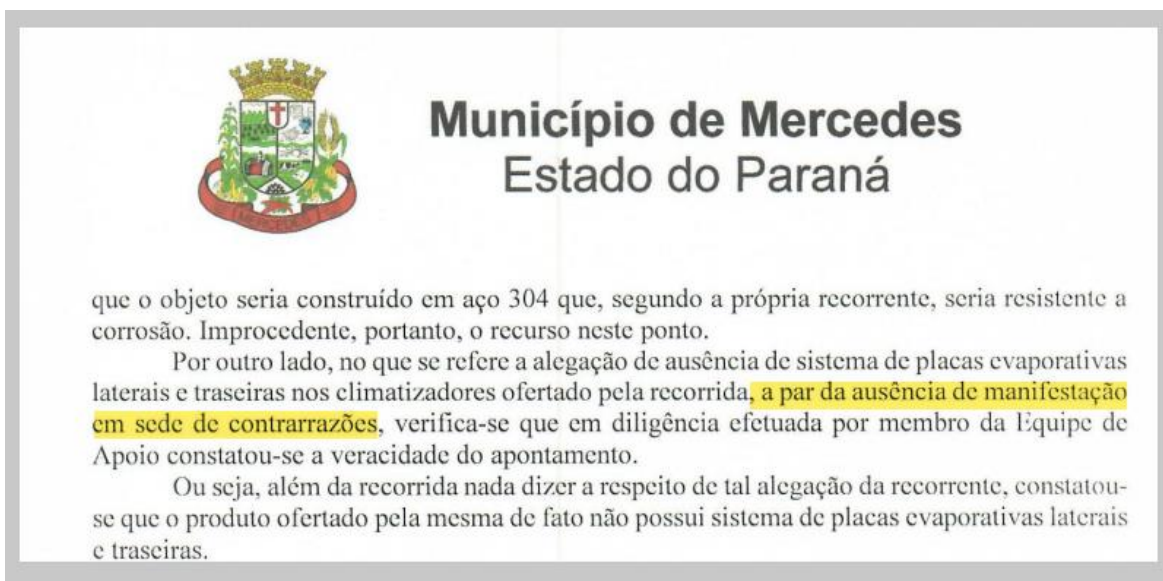 MERCEDES
Município de Mercedes
Estado do Paraná
que o objeto seria construído em aço 304 que, segundo a própria recorrente, seria resistente a
corrosão. Improcedente, portanto, o recurso neste ponto.
Por outro lado, no que se refere a alegação de ausência de sistema de placas evaporativas
laterais e traseiras nos climatizadores ofertado pela recorrida, a par da ausência de manifestação
em sede de contrarrazões, verifica-se que em diligência efetuada por membro da Equipe de
Apoio constatou-se a veracidade do apontamento.
Ou seja, além da recorrida nada dizer a respeito de tal alegação da recorrente, constatou-
se que o produto ofertado pela mesma de fato não possui sistema de placas evaporativas laterais
e traseiras.